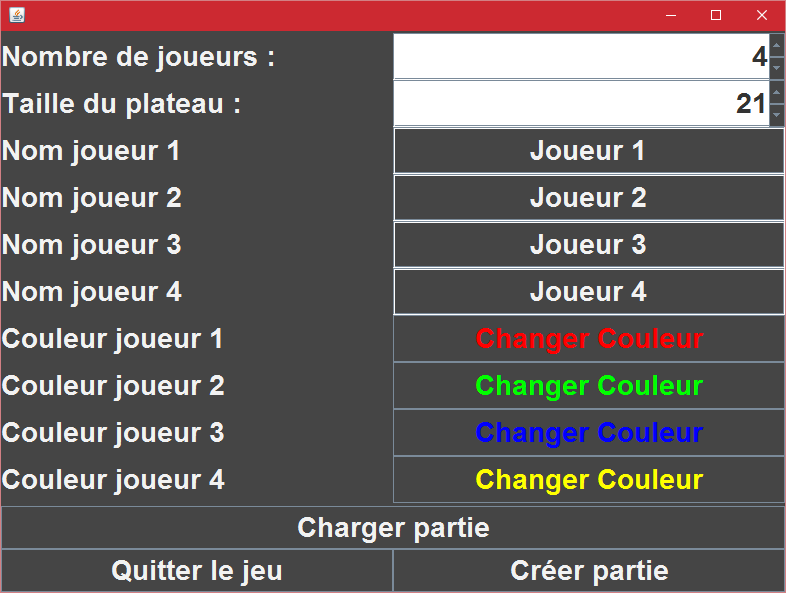 Nombre de joueurs : 4
Taille du plateau : 21
Nom joueur 1 Joueur 1
Nom joueur 2 Joueur 2
Nom joueur 3 Joueur 3
Nom joueur 4 Joueur 4
Couleur joueur 1 Changer Couleur
Couleur joueur 2 Changer Couleur
Couleur joueur 3 Changer Couleur
Couleur joueur 4 Changer Couleur
Charger partie
Quitter le jeu Créer partie